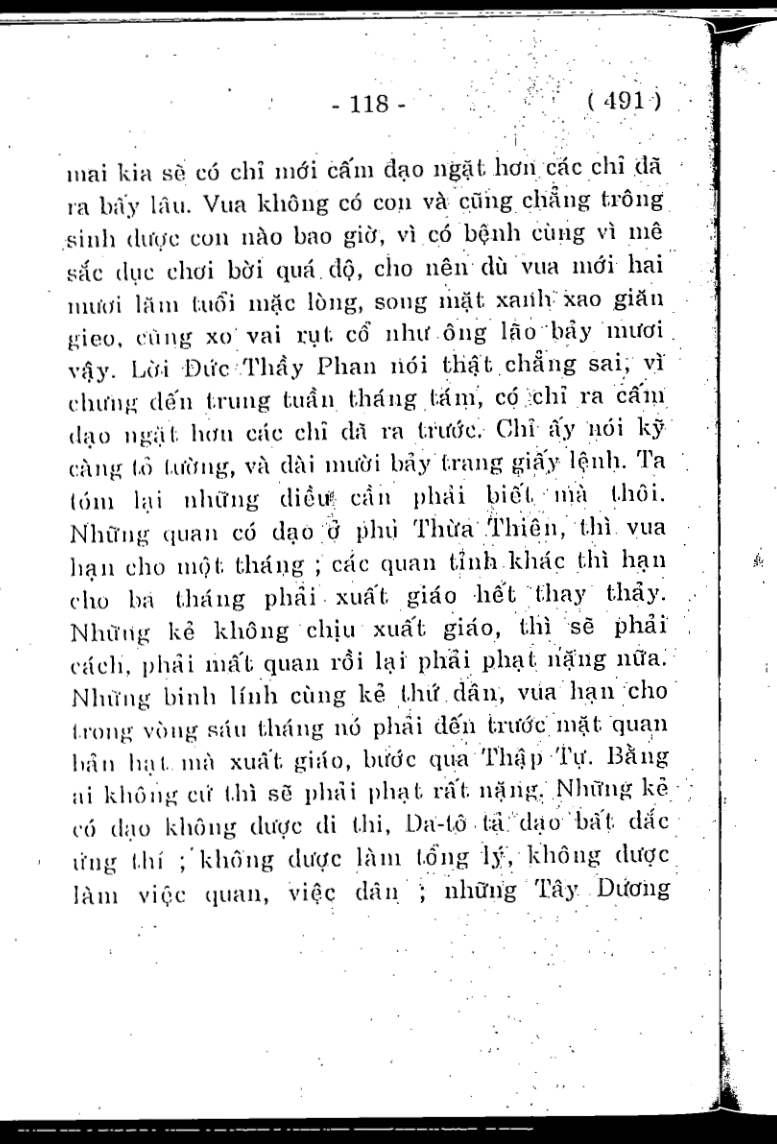 - 118 - ( 491 )
mai kia sẽ có chỉ mới cấm đạo ngặt hơn các chỉ đã
ra bấy lâu. Vua không có con và cũng chẳng trông
sinh được con nào bao giờ, vì có bệnh cùng vì mê
sắc dục chơi bời quá độ, cho nên dù vua mới hai
mươi lăm tuổi mặc lòng, song mặt xanh xao giăn
gieo, cùng xo vai rụt cổ như ông lão bảy mươi
vậy. Lời Đức Thầy Phan nói thật chẳng sai, vì
chưng đến trung tuần tháng tám, có chỉ ra cấm
đạo ngặt hơn các chỉ đã ra trước. Chỉ ấy nói kỹ
càng tỏ tường, và dài mười bảy trang giấy lệnh. Ta
tóm lại những điều cần phải biết mà thôi.
Những quan có đạo ở phủ Thừa Thiên, thì vua
hạn cho một tháng ; các quan tỉnh khác thì hạn
cho ba tháng phải xuất giáo hết thay thảy.
Những kẻ không chịu xuất giáo, thì sẽ phải
cách, phải mất quan rồi lại phải phạt nặng nữa.
Những binh lính cùng kẻ thứ dân, vua hạn cho
trong vòng sáu tháng nó phải đến trước mặt quan
bản hạt mà xuất giáo, bước qua Thập Tự. Bằng
ai không cứ thì sẽ phải phạt rất nặng. Những kẻ
có đạo không được đi thi, Da-tô tả đạo bất đắc
ứng thí ; không được làm tổng lý, không được
làm việc quan, việc dân ; những Tây Dương